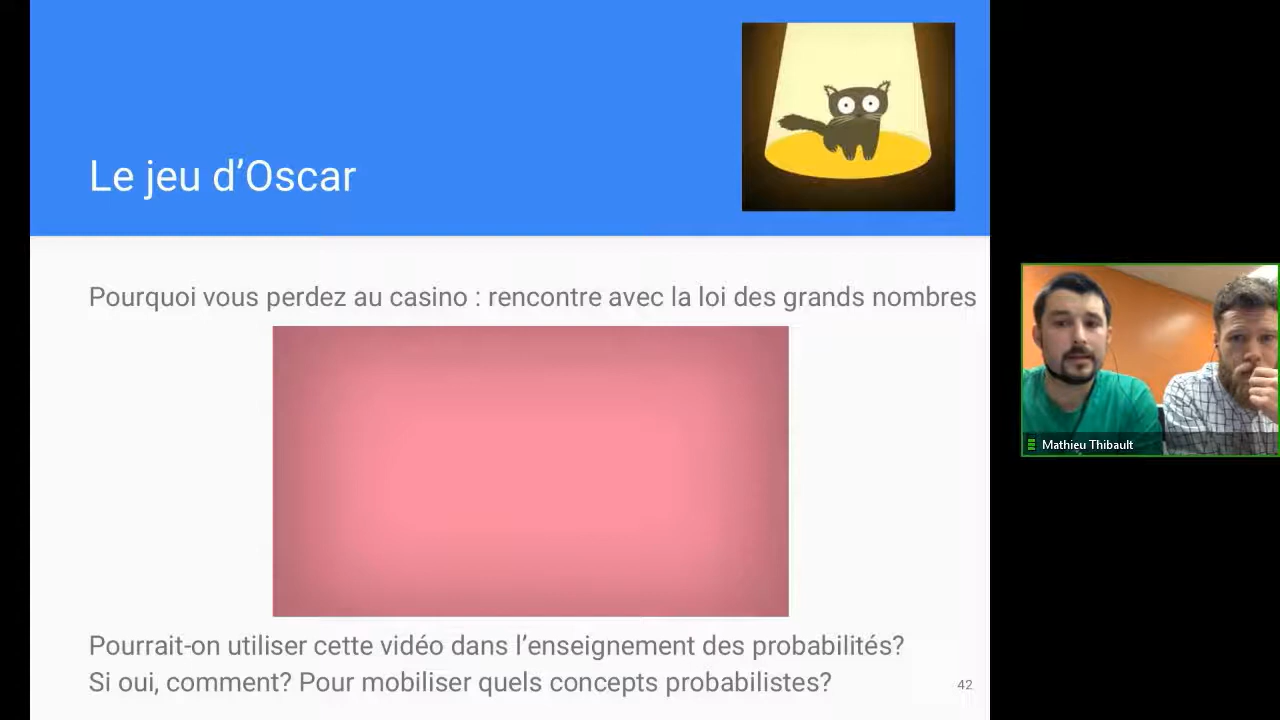 Le jeu d’Oscar
Pourquoi vous perdez au casino : rencontre avec la loi des grands nombres
Mathieu Thibault
Pourrait-on utiliser cette vidéo dans l’enseignement des probabilités?
Si oui, comment? Pour mobiliser quels concepts probabilistes?
42